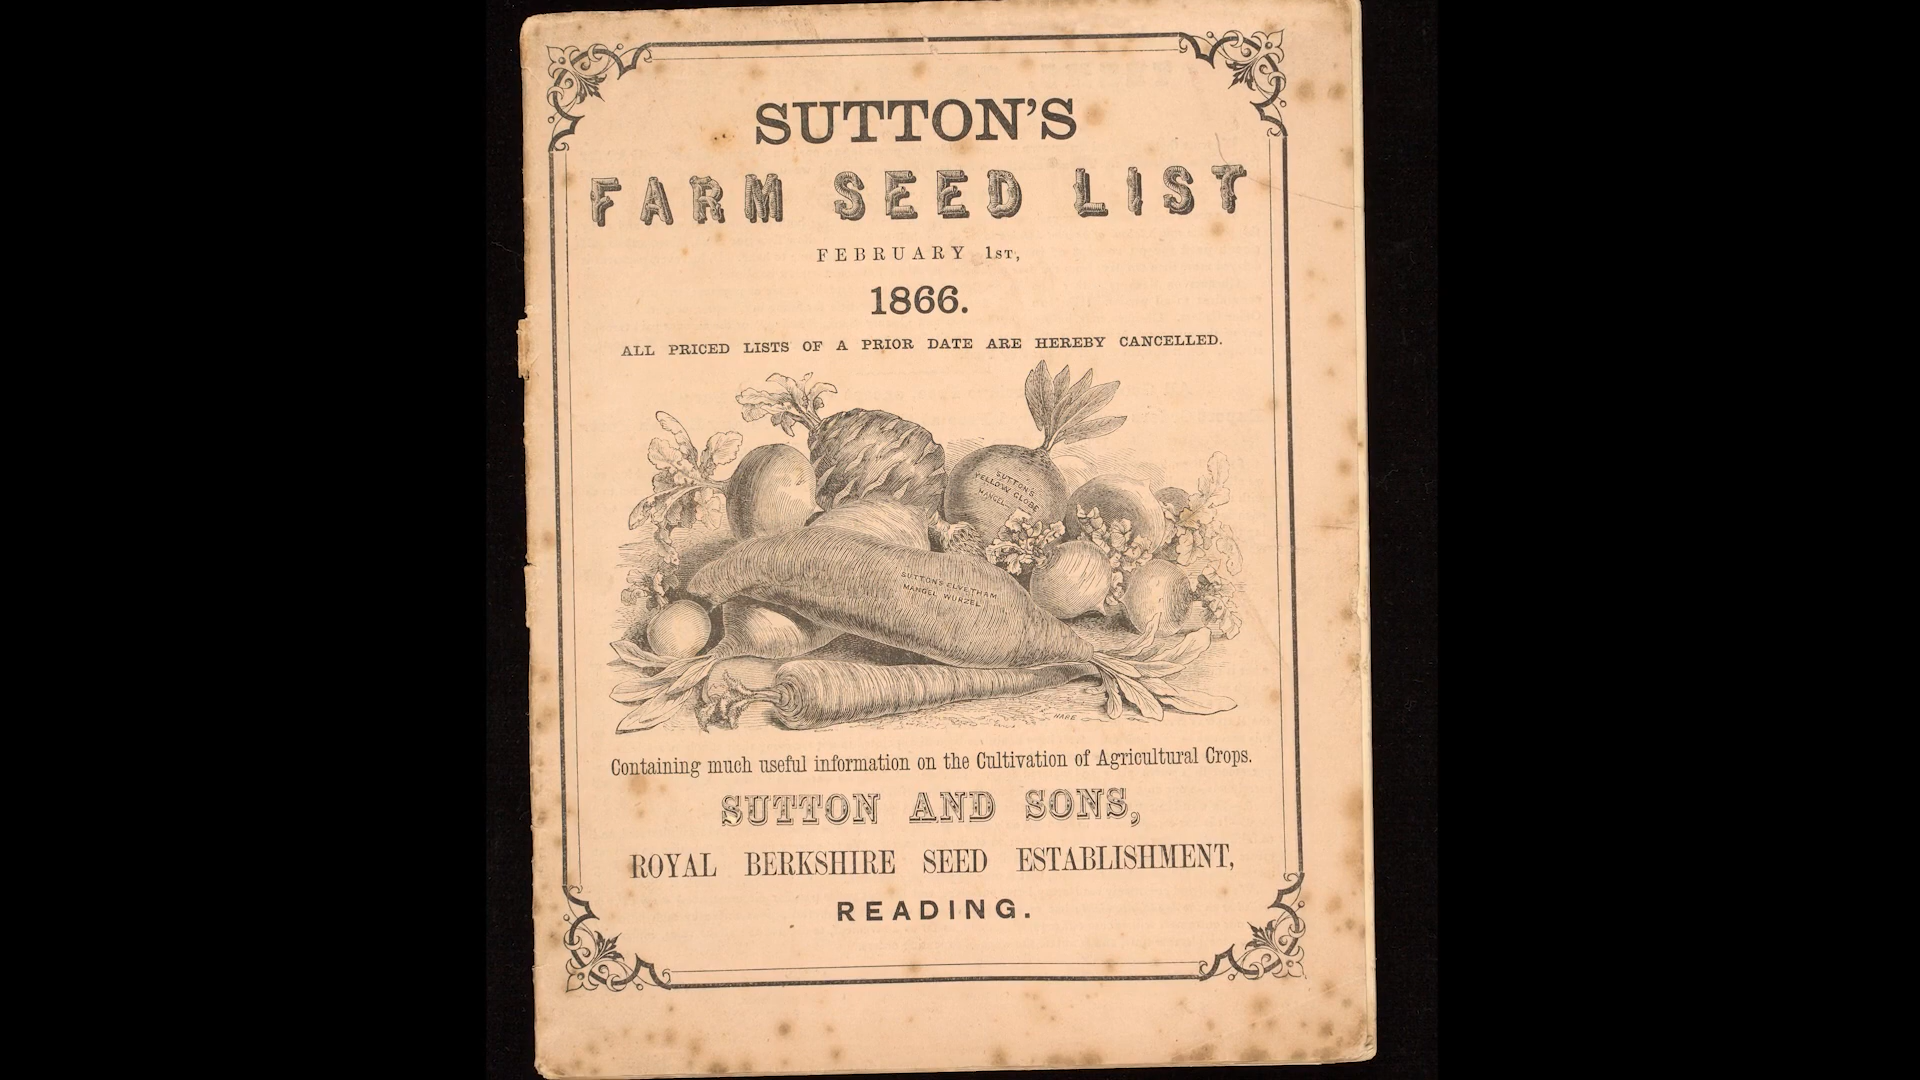 SUTTON'S
FARM SEED LIST
FEBRUARY 1ST,
1866.
ALL PRICED LISTS OF A PRIOR DATE ARE HEREBY CANCELLED.
SUTTON'S
YELLOW GLOBE
MANGEL
SUTTON'S ELVETHAM
MANGEL WURZEL
HARE
Containing much useful information on the Cultivation of Agricultural Crops.
SUTTON AND SONS,
ROYAL BERKSHIRE SEED ESTABLISHMENT,
READING.